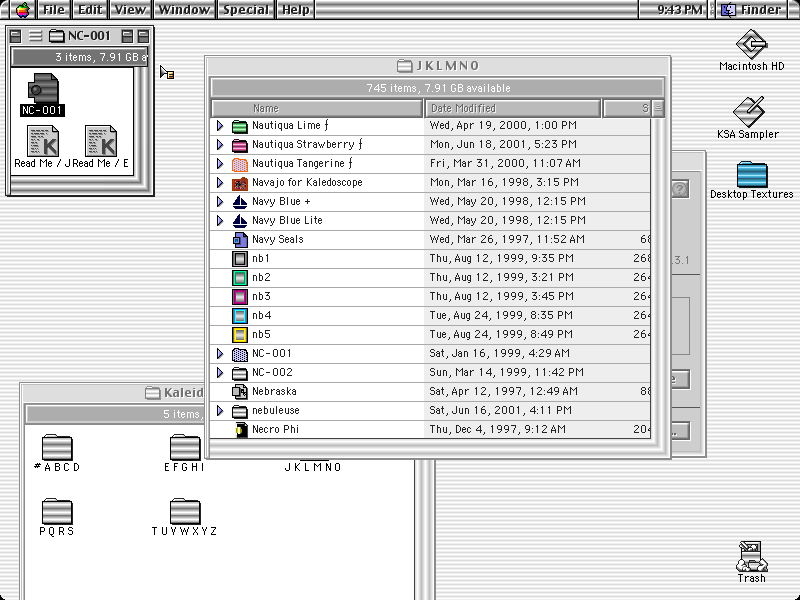 File Edit View Window Special Help 9:43 PM Finder
NC-001
3 items, 7.91 GB a
NC-001
Read Me / J Read Me / E
JKLMNO
745 items, 7.91 GB available
Name Date Modified S
Nautiqua Lime ƒ Wed, Apr 19, 2000, 1:00 PM
Nautiqua Strawberry ƒ Mon, Jun 18, 2001, 5:23 PM
Nautiqua Tangerine ƒ Fri, Mar 31, 2000, 11:07 AM
Navajo for Kaledoscope Mon, Mar 16, 1998, 3:15 PM
Navy Blue + Wed, May 20, 1998, 12:15 PM
Navy Blue Lite Wed, May 20, 1998, 12:15 PM
Navy Seals Wed, Mar 26, 1997, 11:52 AM 68
nb1 Thu, Aug 12, 1999, 9:35 PM 268
nb2 Thu, Aug 12, 1999, 3:21 PM 264
nb3 Thu, Aug 12, 1999, 3:45 PM 264
nb4 Tue, Aug 24, 1999, 8:35 PM 264
nb5 Tue, Aug 24, 1999, 8:49 PM 264
NC-001 Sat, Jan 16, 1999, 4:29 AM
NC-002 Sun, Mar 14, 1999, 11:42 PM
Nebraska Sat, Apr 12, 1997, 12:49 AM 88
nebuleuse Sat, Jun 16, 2001, 4:11 PM
Necro Phi Thu, Dec 4, 1997, 9:12 AM 204
Macintosh HD
KSA Sampler
Desktop Textures
?
.3.1
e
...
Kaleid
5 items,
#ABCD EFGHI JKLMNO
PQRS TUVWXYZ
Trash